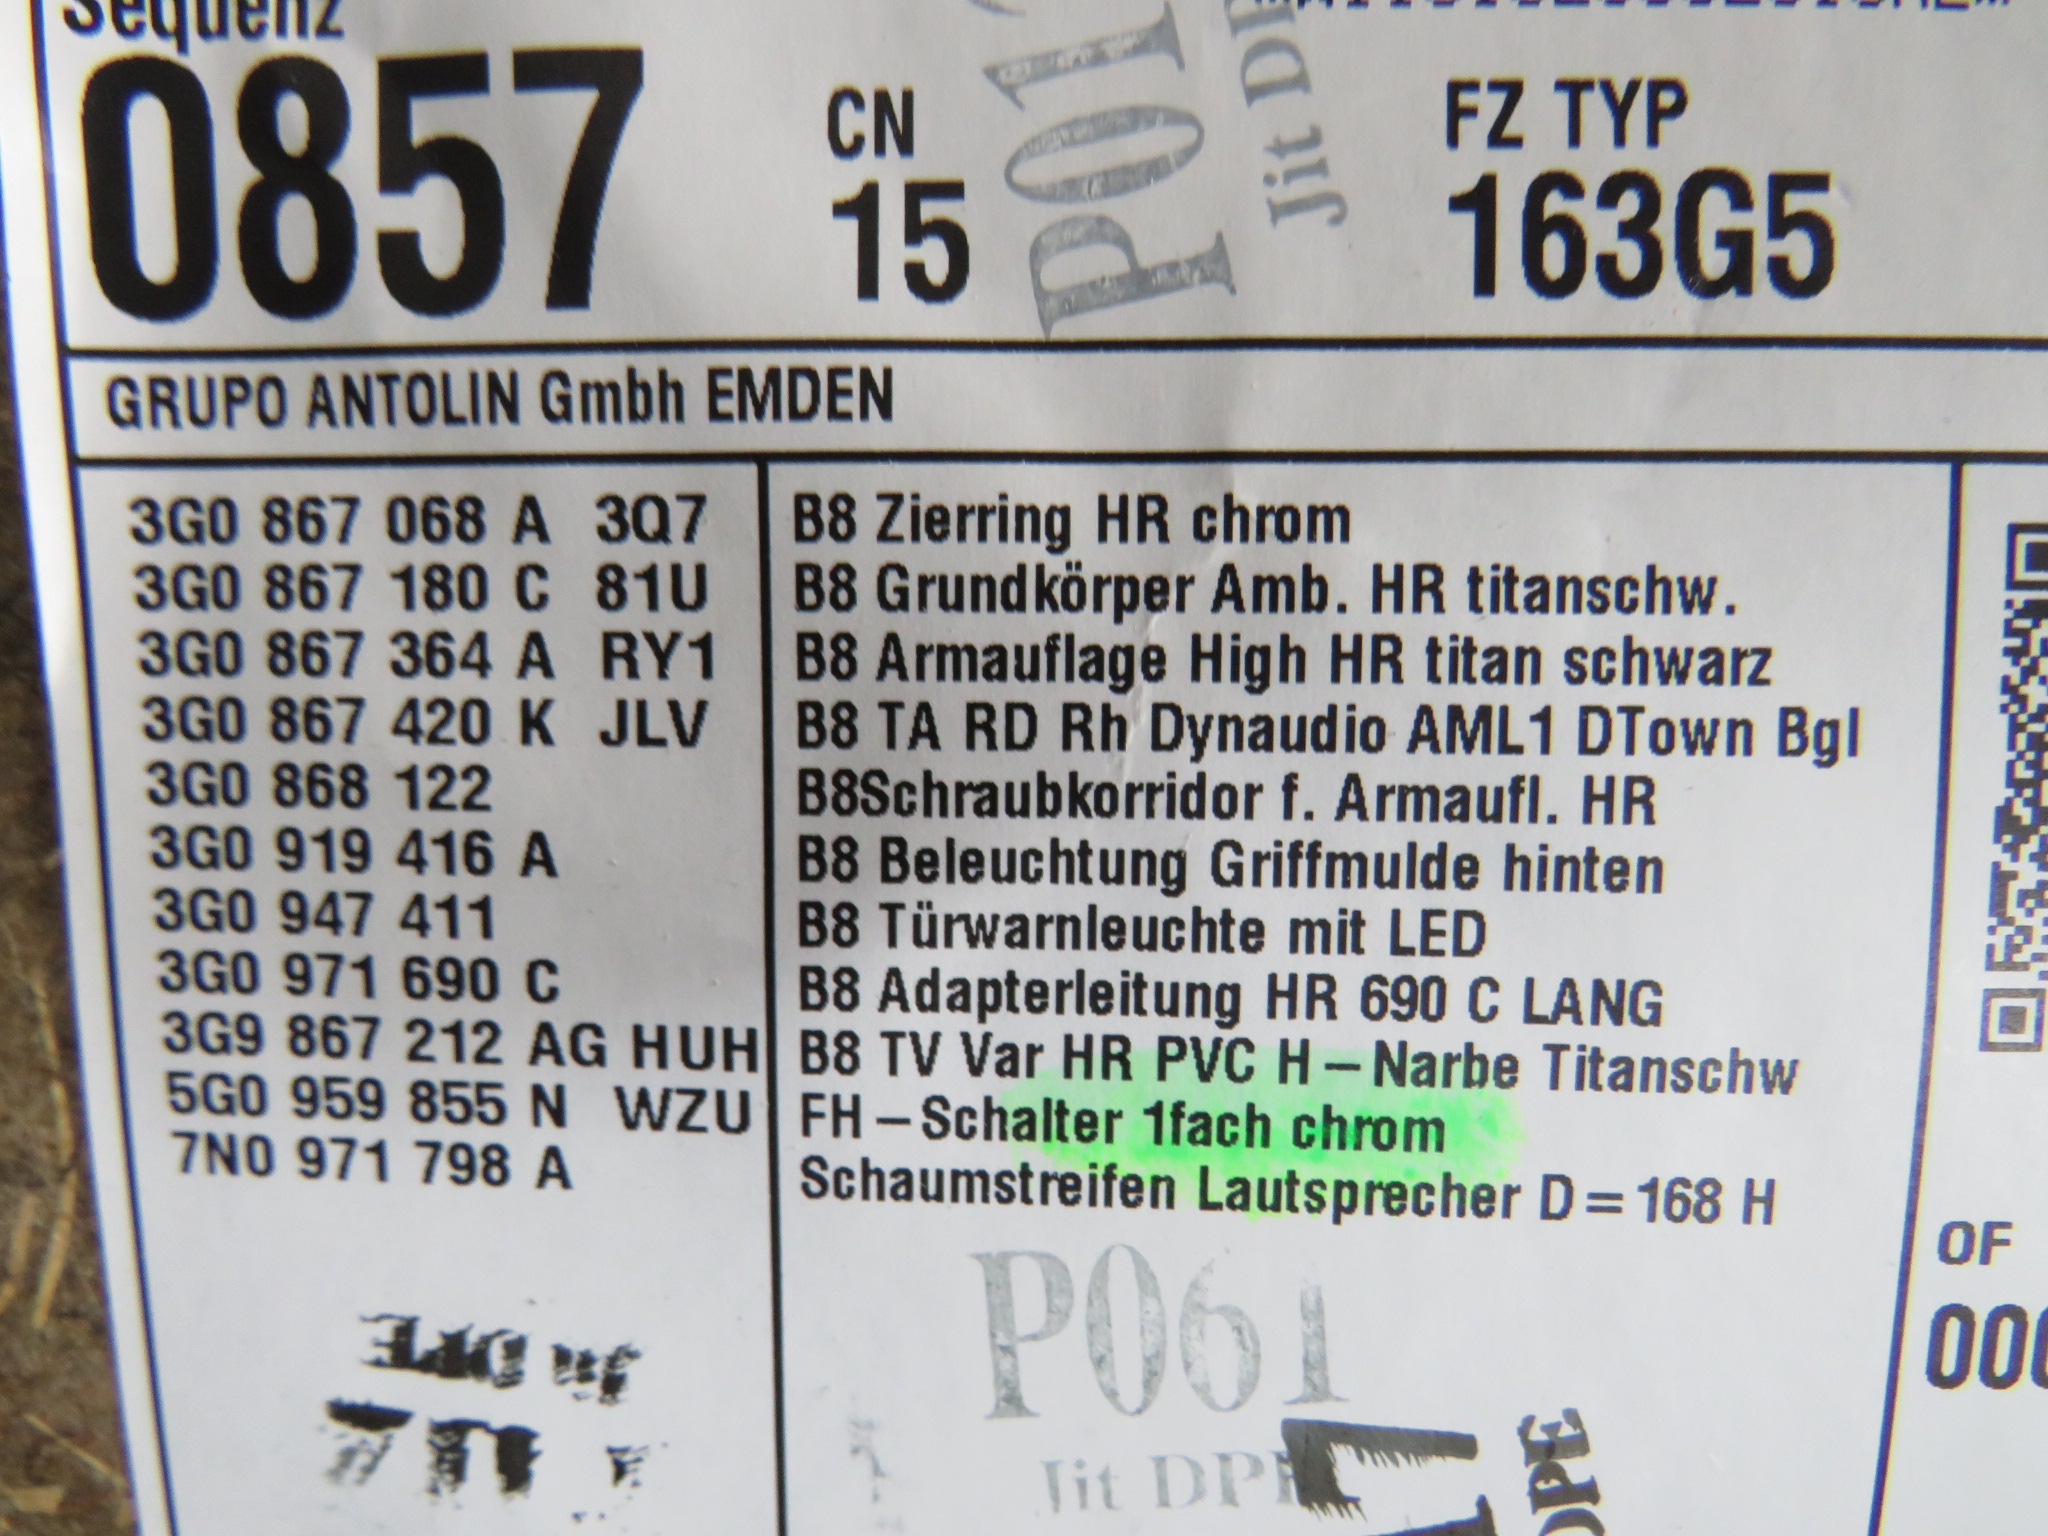 Sequenz
0857
CN
15
FZ TYP
163G5
Jit
GRUPO ANTOLIN Gmbh EMDEN
3G0 867 068 A 3Q7 B8 Zierring HR chrom
3G0 867 180 C 81U B8 Grundkörper Amb. HR titanschw.
3G0 867 364 A RY1 B8 Armauflage High HR titan schwarz
3G0 867 420 K JLV B8 TA RD Rh Dynaudio AML1 DTown Bgl
3G0 868 122 B8Schraubkorridor f. Armaufl. HR
3G0 919 416 A B8 Beleuchtung Griffmulde hinten
3G0 947 411 B8 Türwarnleuchte mit LED
3G0 971 690 C B8 Adapterleitung HR 690 C LANG
3G9 867 212 AG HUH B8 TV Var HR PVC H-Narbe Titanschw
5G0 959 855 N WZU FH-Schalter 1fach chrom
7N0 971 798 A Schaumstreifen Lautsprecher D=168 H
OF
P061
Jit DPE
DPE